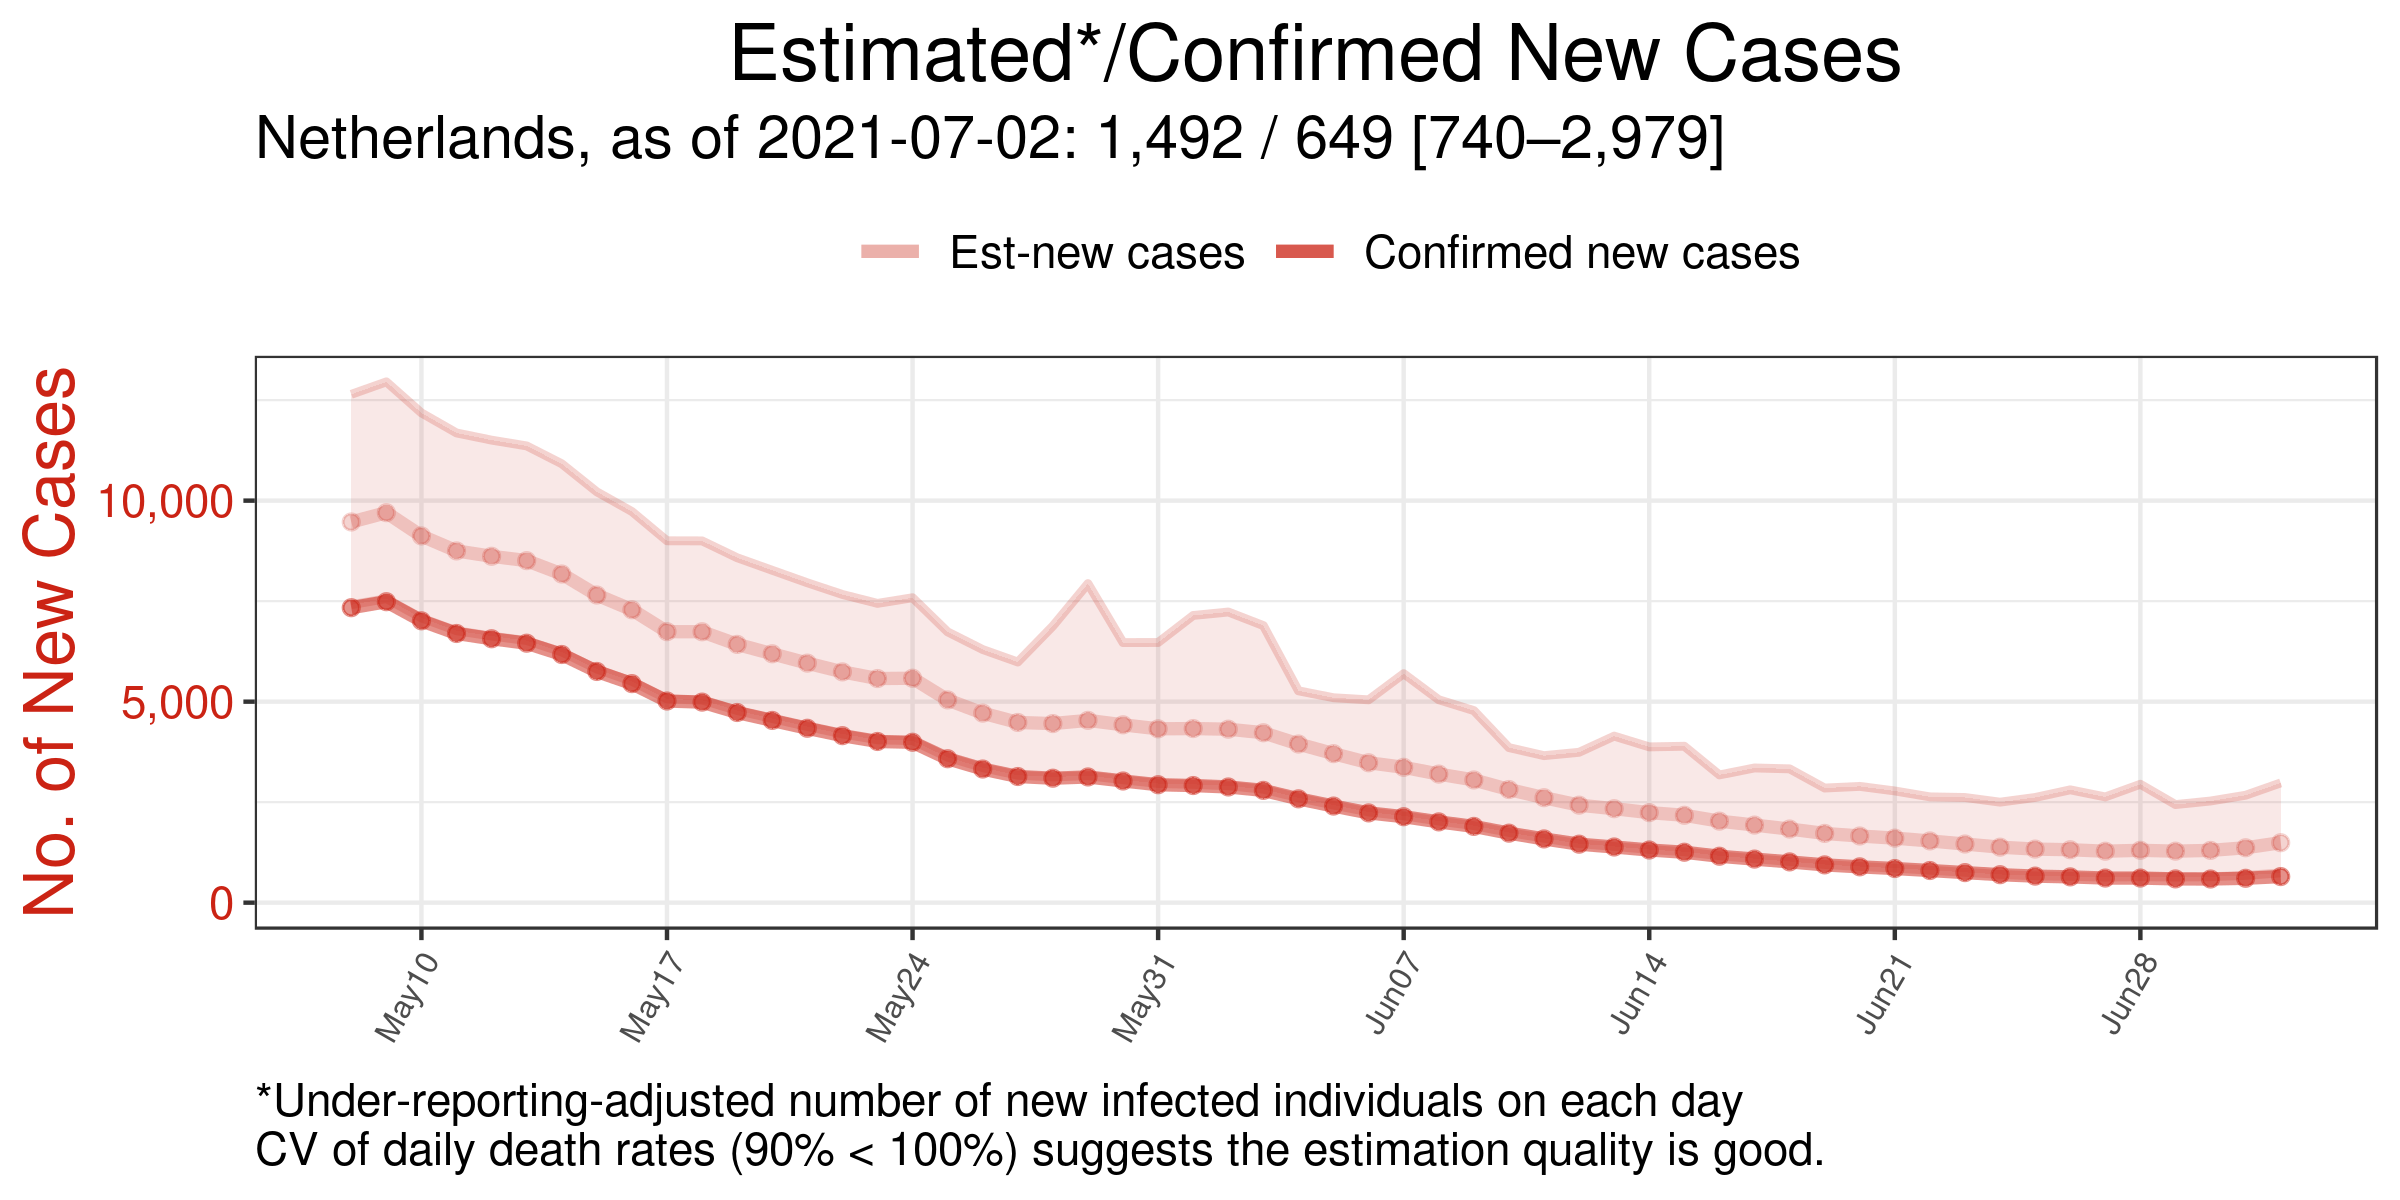 Estimated*/Confirmed New Cases
Netherlands, as of 2021-07-02: 1,492 / 649 [740–2,979]
Est-new cases
Confirmed new cases
No. of New Cases
10,000
5,000
0
May10
May17
May24
May31
Jun07
Jun14
Jun21
Jun28
*Under-reporting-adjusted number of new infected individuals on each day
CV of daily death rates (90% < 100%) suggests the estimation quality is good.